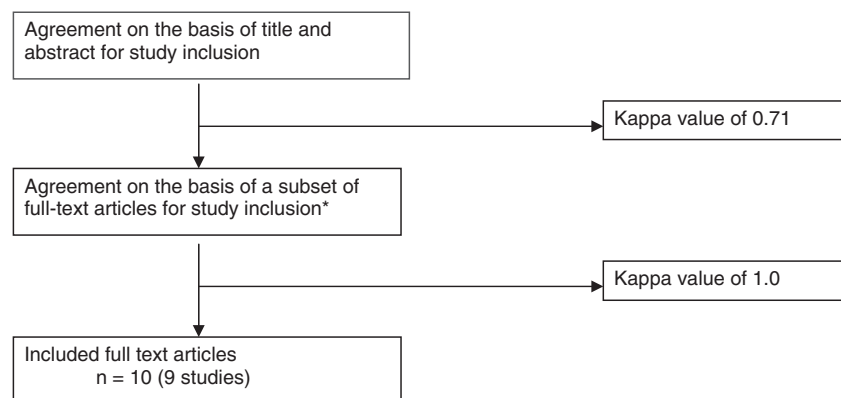 Agreement on the basis of title and
abstract for study inclusion
Kappa value of 0.71
Agreement on the basis of a subset of
full-text articles for study inclusion*
Kappa value of 1.0
Included full text articles
n = 10 (9 studies)